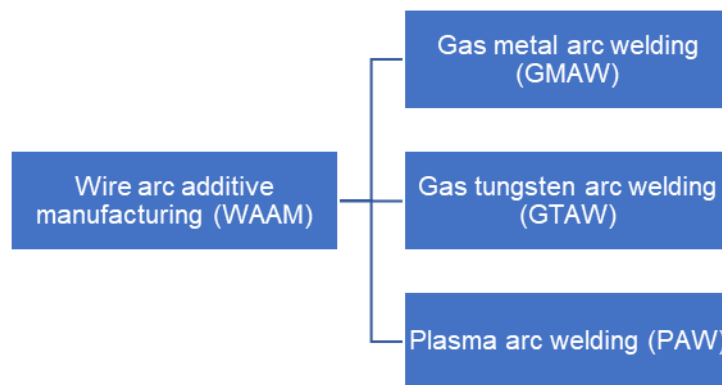 Gas metal arc welding
(GMAW)
Wire arc additive
manufacturing (WAAM)
Gas tungsten arc welding
(GTAW)
Plasma arc welding (PAW)